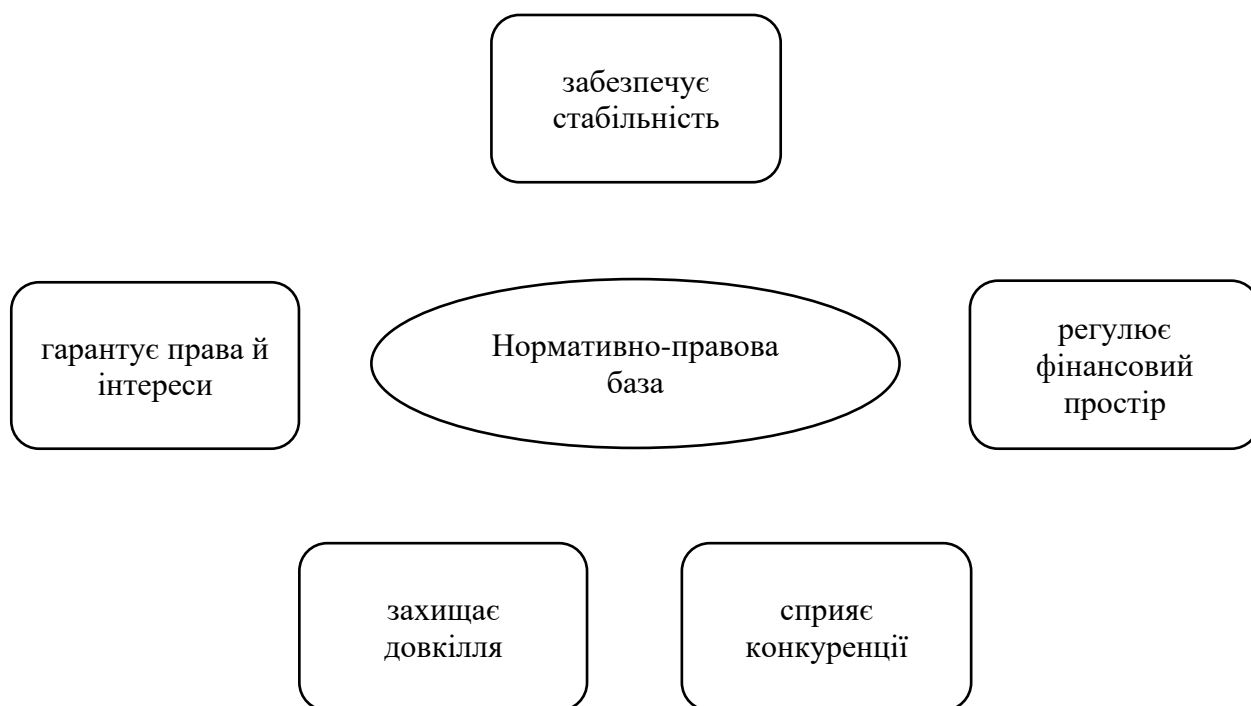 забезпечує
стабільність
гарантує права й
інтереси
Нормативно-правова
база
регулює
фінансовий
простір
захищає
довкілля
сприяє
конкуренції